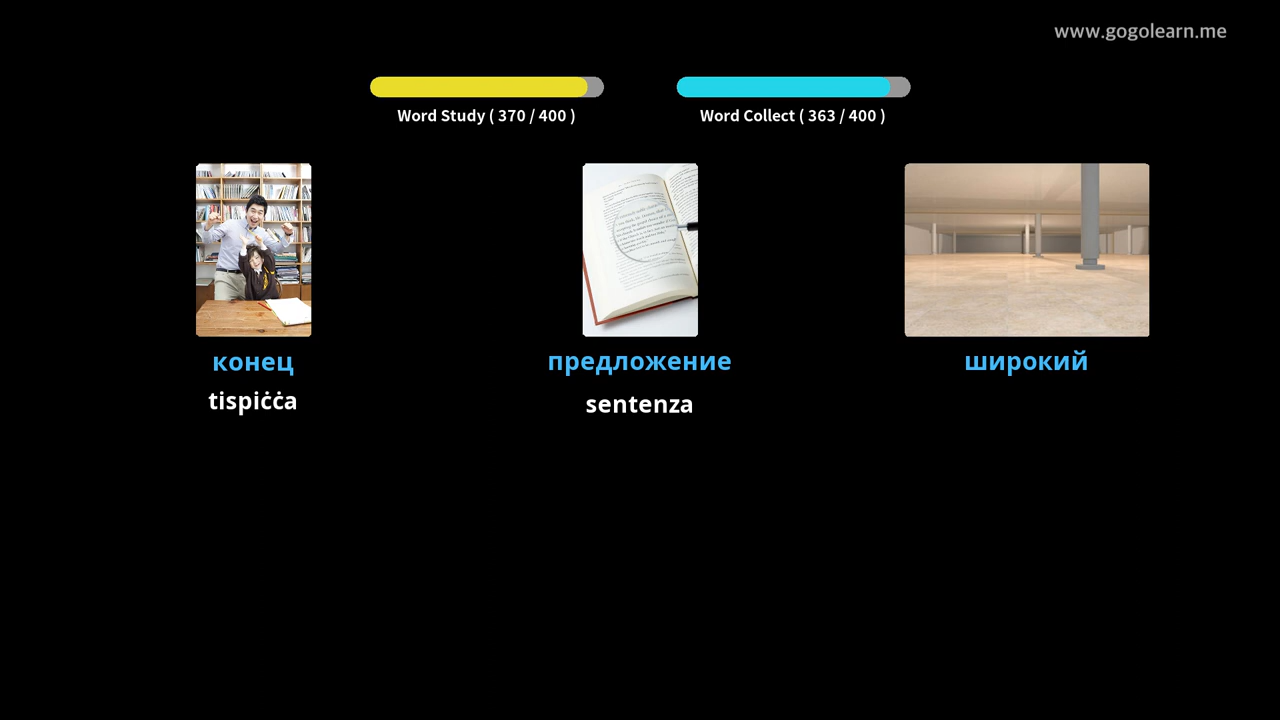 www.gogolearn.me
Word Study ( 370 / 400 )
Word Collect ( 363 / 400 )
конец
предложение
широкий
tispiċċa
sentenza